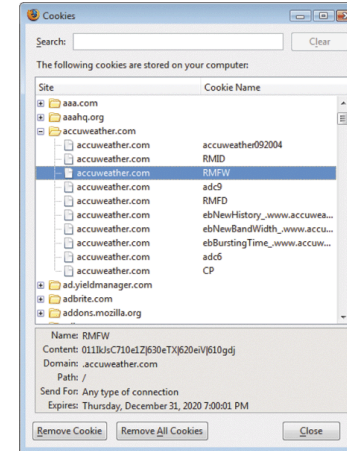 Cookies
Search:
Clear
The following cookies are stored on your computer:
Site Cookie Name
aaa.com
aaahq.org
accuweather.com
accuweather.com accuweather092004
accuweather.com RMID
accuweather.com RMFW
accuweather.com adc9
accuweather.com RMFD
accuweather.com ebNewHistory_.www.accuwea...
accuweather.com ebNewBandWidth_.www.accuw...
accuweather.com ebBurstingTime_.www.accuw...
accuweather.com adc6
accuweather.com CP
ad.yieldmanager.com
adbrite.com
addons.mozilla.org
Name: RMFW
Content: 011IkJsC710e1Z|630eTX|620eiV|610gdj
Domain: .accuweather.com
Path: /
Send For: Any type of connection
Expires: Thursday, December 31, 2020 7:00:01 PM
Remove Cookie Remove All Cookies Close